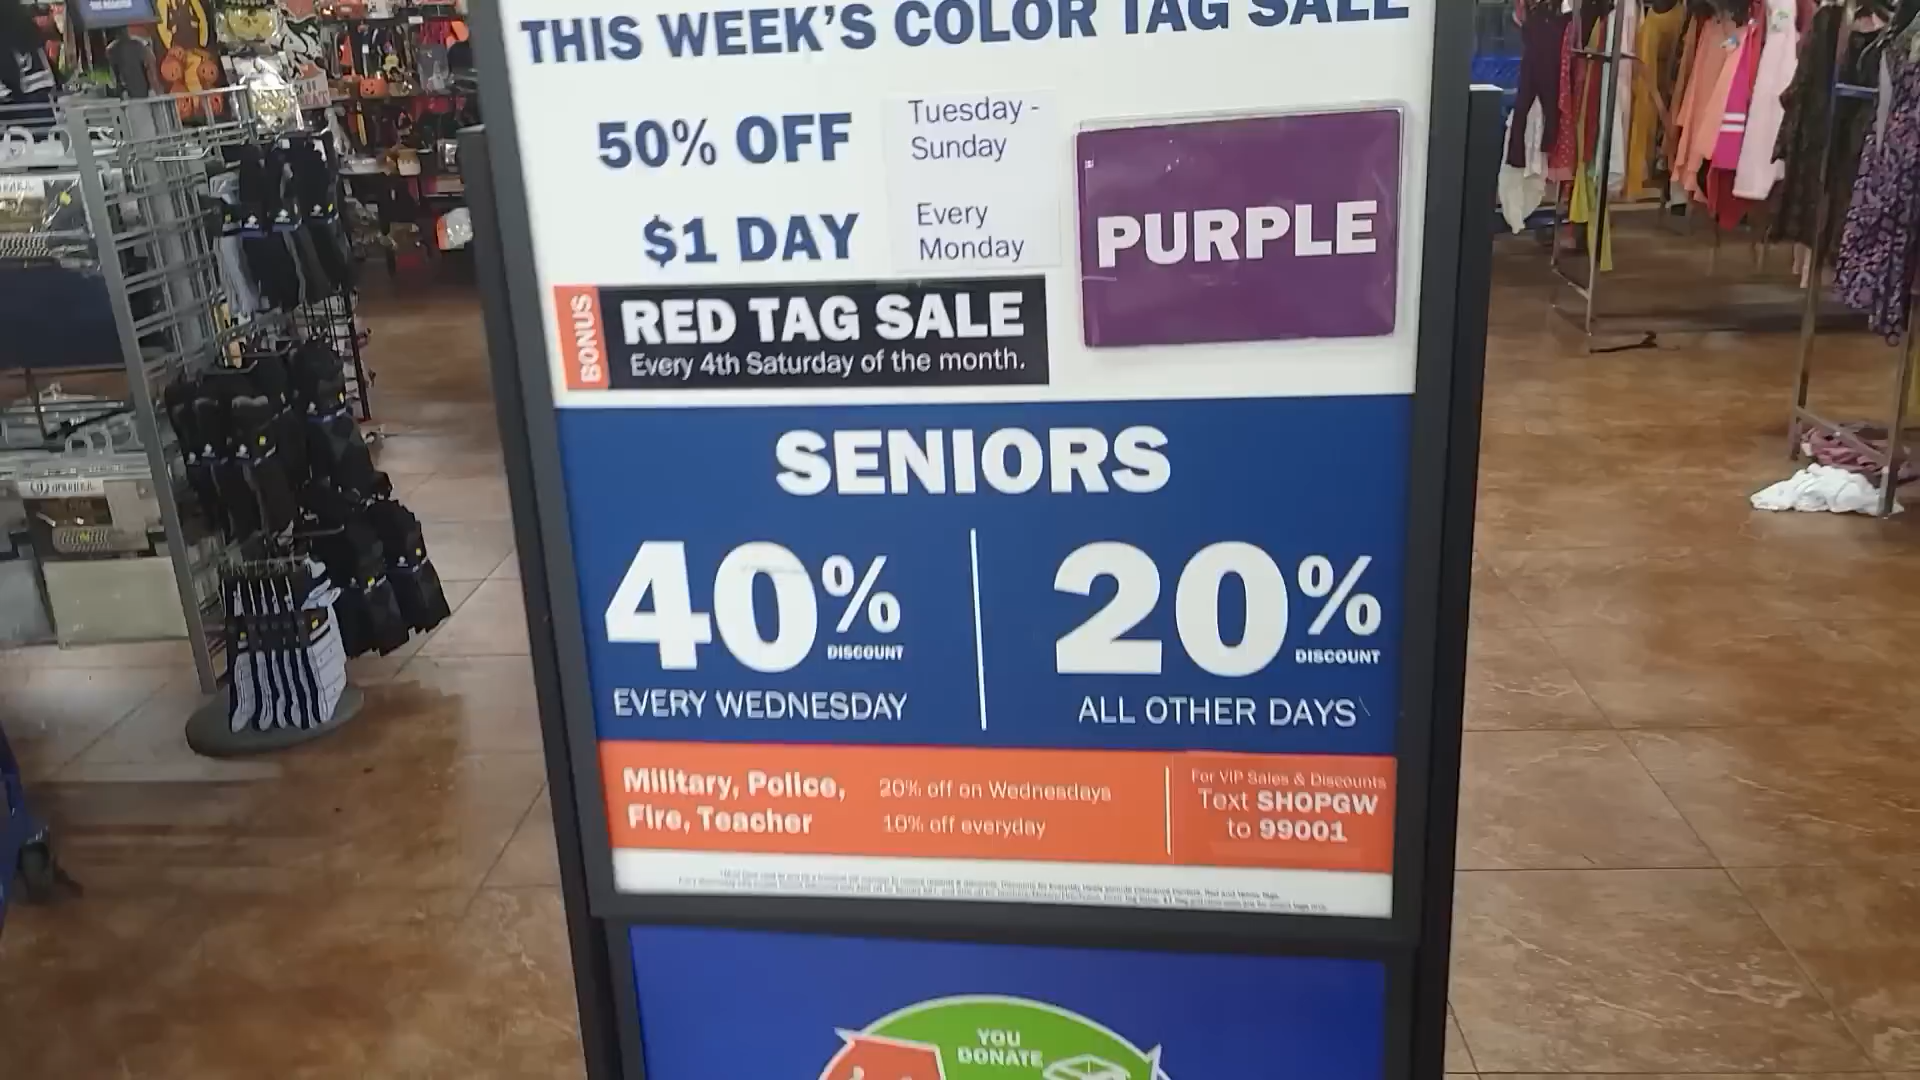 THIS WEEK'S COLOR TAG SALE
50% OFF
Tuesday -
Sunday
$1 DAY
Every
Monday
PURPLE
BONUS
RED TAG SALE
Every 4th Saturday of the month.
SENIORS
40%
DISCOUNT
EVERY WEDNESDAY
20%
DISCOUNT
ALL OTHER DAYS
Military, Police,
Fire, Teacher
20% off on Wednesdays
10% off everyday
For VIP Sales & Discounts
Text SHOPGW
to 99001
YOU
DONATE